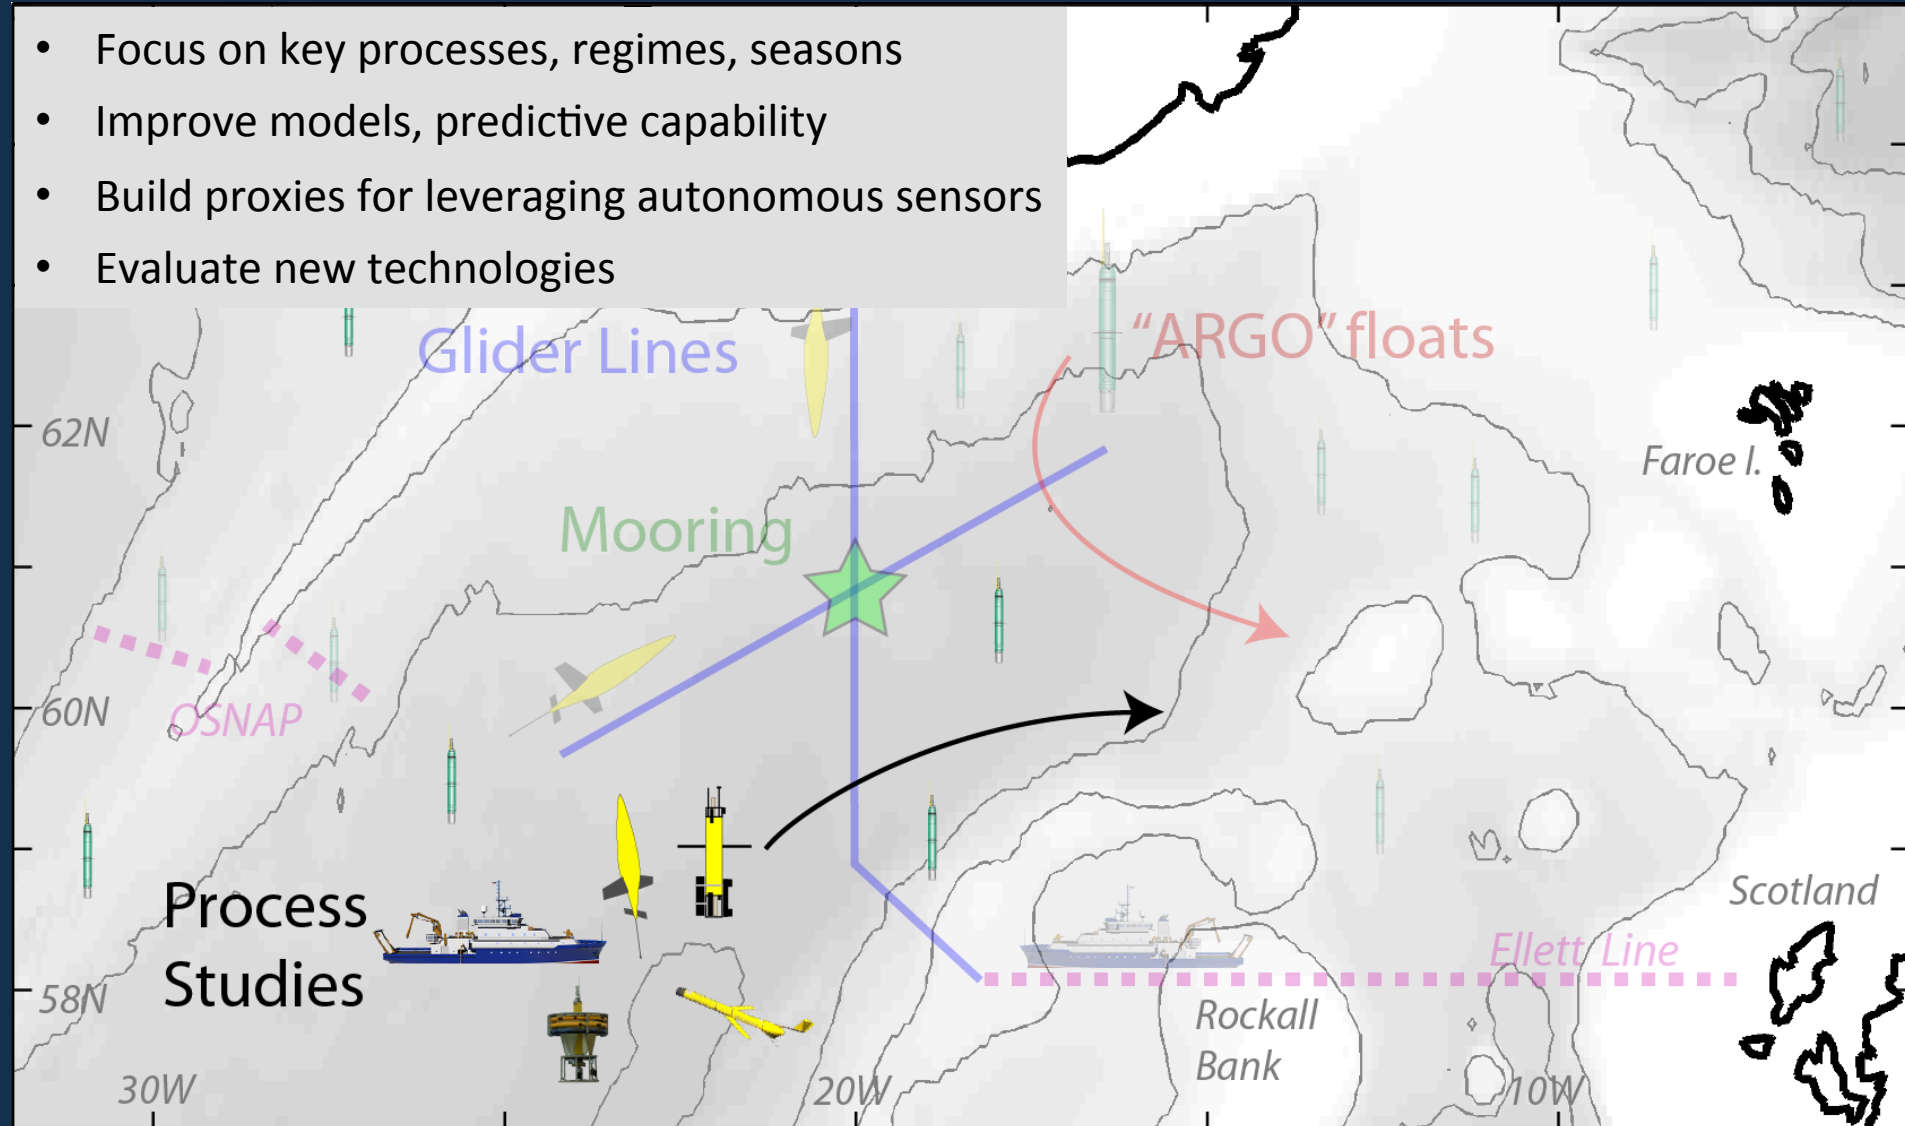 • Focus on key processes, regimes, seasons
• Improve models, predictive capability
• Build proxies for leveraging autonomous sensors
• Evaluate new technologies
Glider Lines
“ARGO” floats
62N
Faroe I.
Mooring
60N
OSNAP
Process
Studies
Scotland
Ellett Line
58N
Rockall
Bank
30W
20W
10W